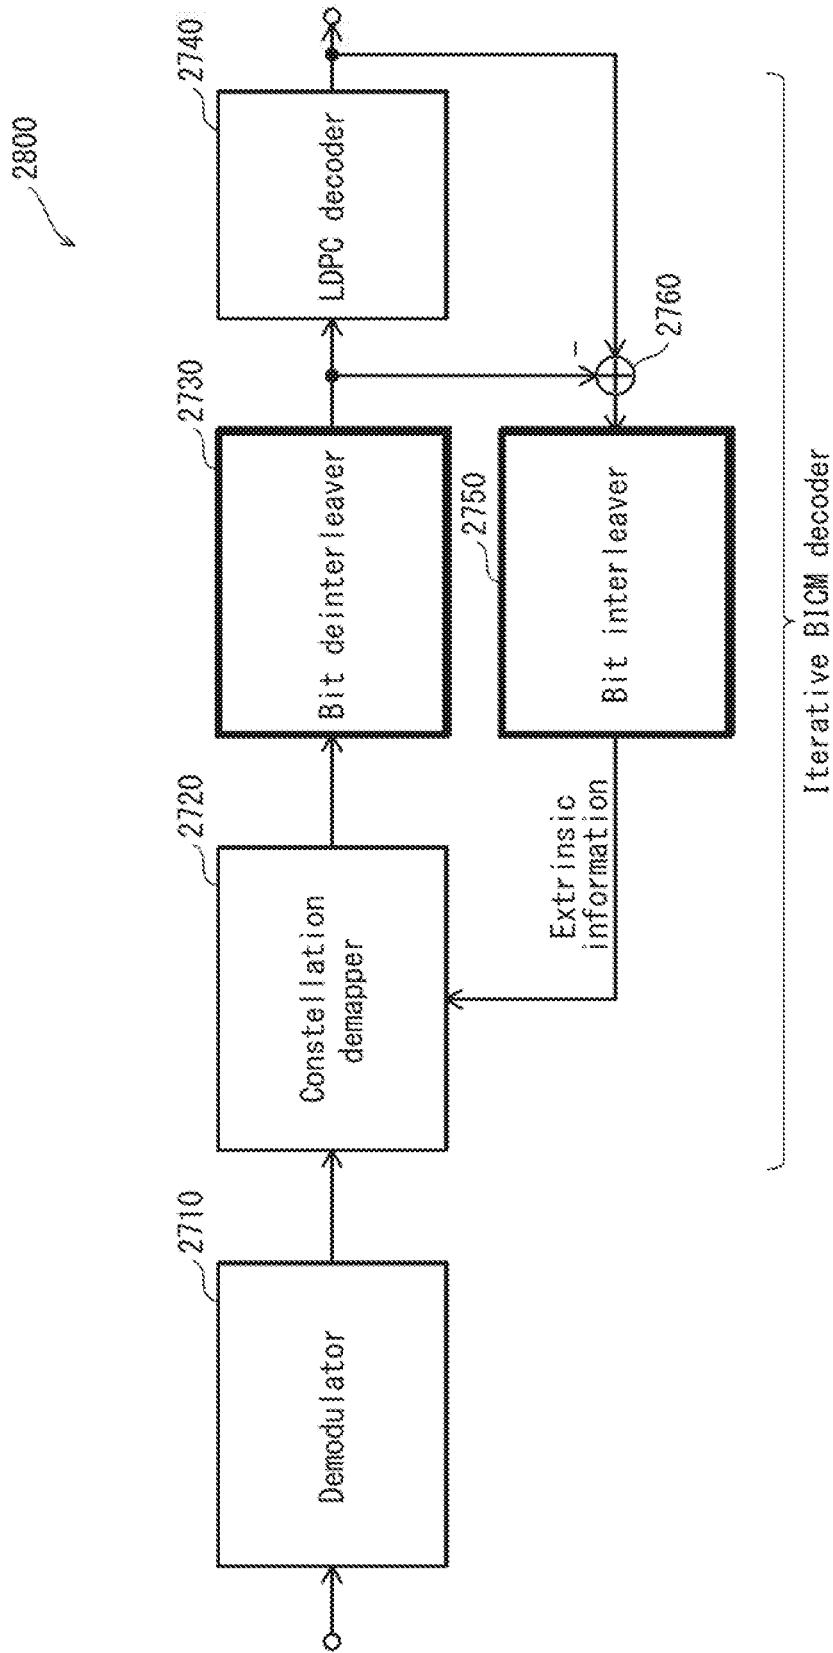 2800
2710
Demodulator
2720
Constellation
demapper
2730
Bit deinterleaver
2740
LDPC decoder
Extrinsic
information
2750
Bit interleaver
−
2760
Iterative BICM decoder